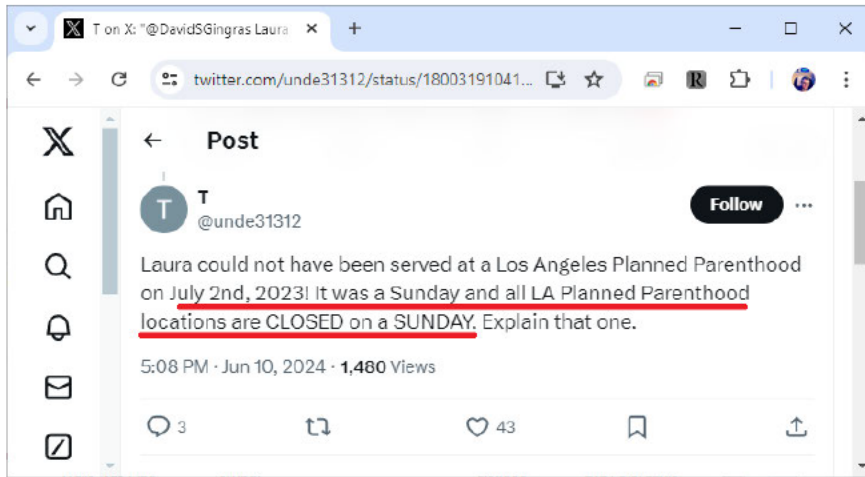 T on X: "@DavidSGingras Laura
twitter.com/unde31312/status/18003191041...
Post
T
T
@unde31312
Follow
Laura could not have been served at a Los Angeles Planned Parenthood
on July 2nd, 2023! It was a Sunday and all LA Planned Parenthood
locations are CLOSED on a SUNDAY. Explain that one.
5:08 PM · Jun 10, 2024 · 1,480 Views
3
43